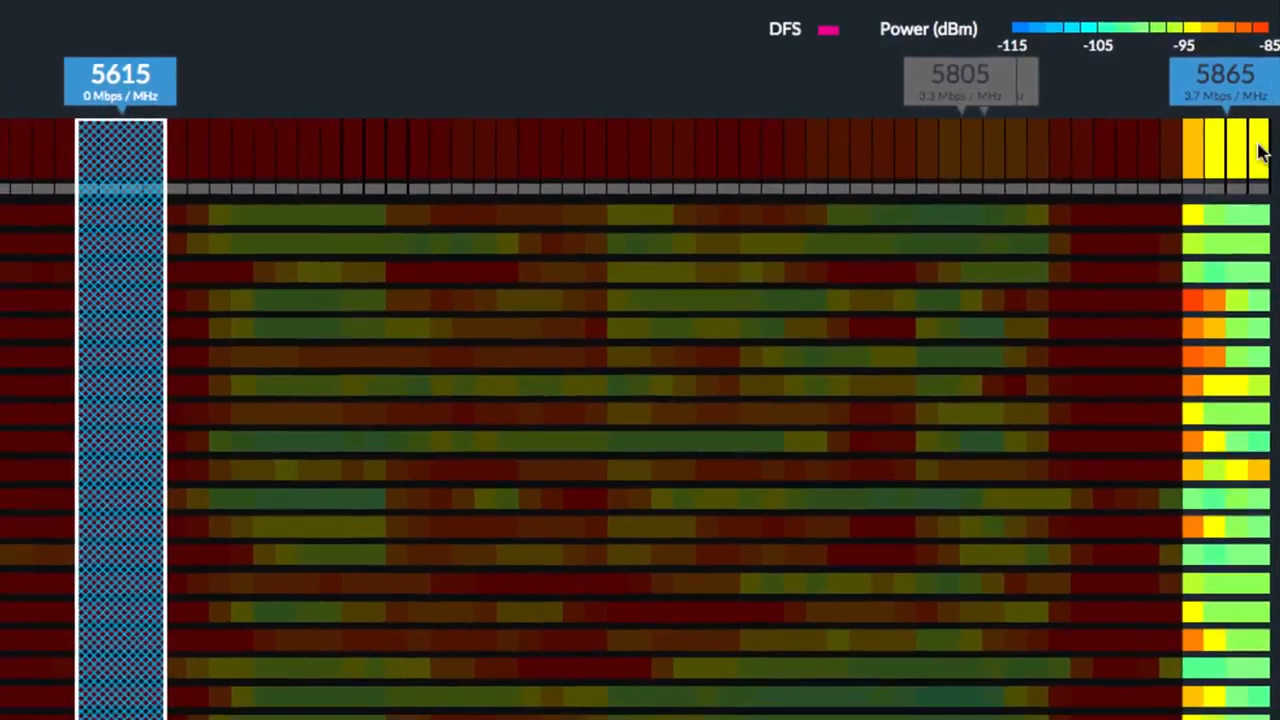 DFS
Power (dBm)
-115
-105
-95
-85
5615
0 Mbps / MHz
5805
3.3 Mbps / MHz
5865
3.7 Mbps / MHz